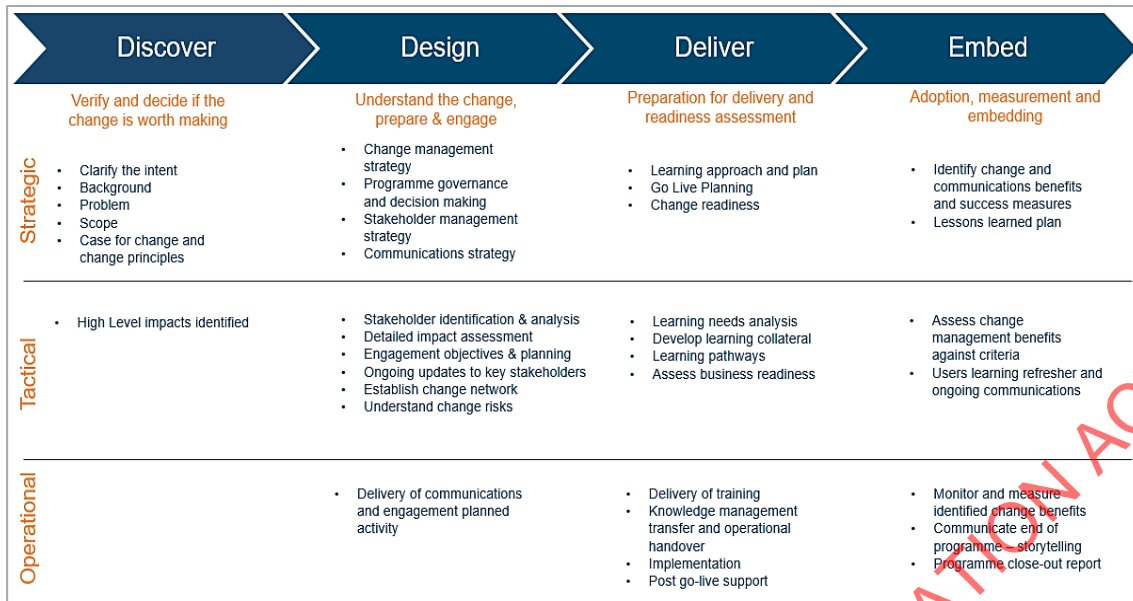 Discover
Design
Deliver
Embed
Verify and decide if the
change is worth making
Understand the change,
prepare & engage
Preparation for delivery and
readiness assessment
Adoption, measurement and
embedding
Strategic
• Clarify the intent
• Background
• Problem
• Scope
• Case for change and
change principles
• Change management
strategy
• Programme governance
and decision making
• Stakeholder management
strategy
• Communications strategy
• Learning approach and plan
• Go Live Planning
• Change readiness
• Identify change and
communications benefits
and success measures
• Lessons learned plan
Tactical
• High Level impacts identified
• Stakeholder identification & analysis
• Detailed impact assessment
• Engagement objectives & planning
• Ongoing updates to key stakeholders
• Establish change network
• Understand change risks
• Learning needs analysis
• Develop learning collateral
• Learning pathways
• Assess business readiness
• Assess change
management benefits
against criteria
• Users learning refresher and
ongoing communications
Operational
• Delivery of communications
and engagement planned
activity
• Delivery of training
• Knowledge management
transfer and operational
handover
• Implementation
• Post go-live support
• Monitor and measure
identified change benefits
• Communicate end of
programme – storytelling
• Programme close-out report
ATION AC